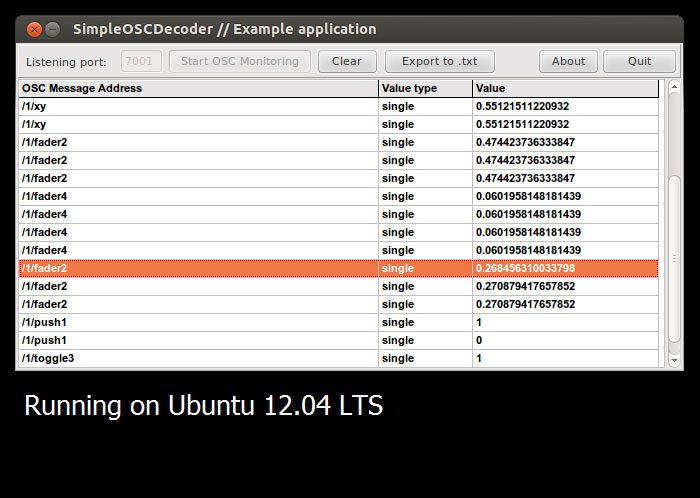 SimpleOSCDecoder // Example application
Listening port: 7001 Start OSC Monitoring Clear Export to .txt About Quit
OSC Message Address Value type Value
/1/xy single 0.55121511220932
/1/xy single 0.55121511220932
/1/fader2 single 0.474423736333847
/1/fader2 single 0.474423736333847
/1/fader2 single 0.474423736333847
/1/fader4 single 0.0601958148181439
/1/fader4 single 0.0601958148181439
/1/fader4 single 0.0601958148181439
/1/fader4 single 0.0601958148181439
/1/fader2 single 0.268456310033798
/1/fader2 single 0.270879417657852
/1/fader2 single 0.270879417657852
/1/push1 single 1
/1/push1 single 0
/1/toggle3 single 1
Running on Ubuntu 12.04 LTS